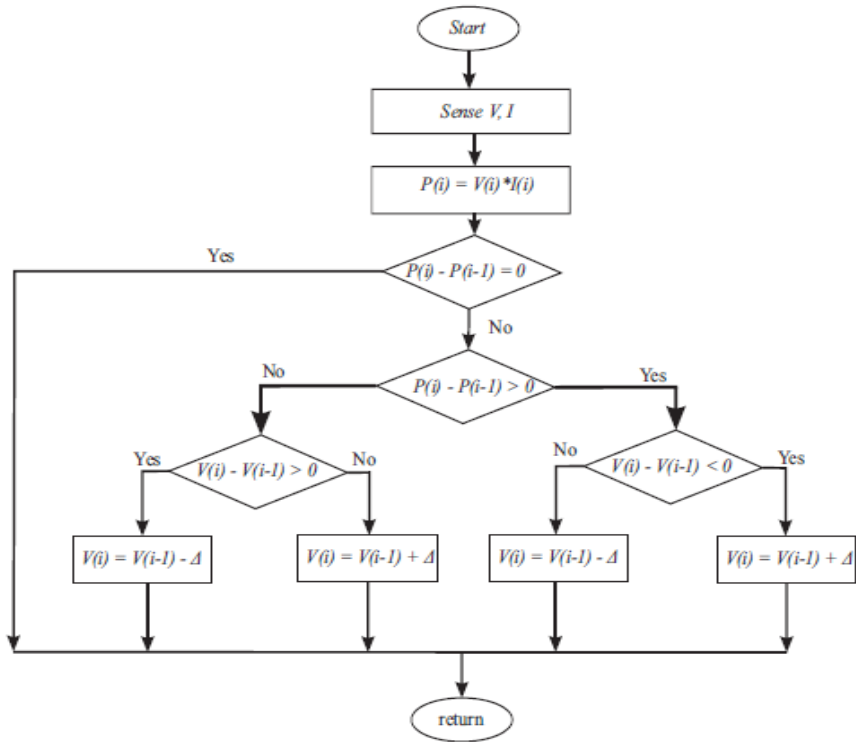 Start
Sense V, I
P(i) = V(i)*I(i)
Yes
P(i) - P(i-1) = 0
No
No
P(i) - P(i-1) > 0
Yes
Yes
V(i) - V(i-1) > 0
No
No
V(i) - V(i-1) < 0
Yes
V(i) = V(i-1) - Δ
V(i) = V(i-1) + Δ
V(i) = V(i-1) - Δ
V(i) = V(i-1) + Δ
return